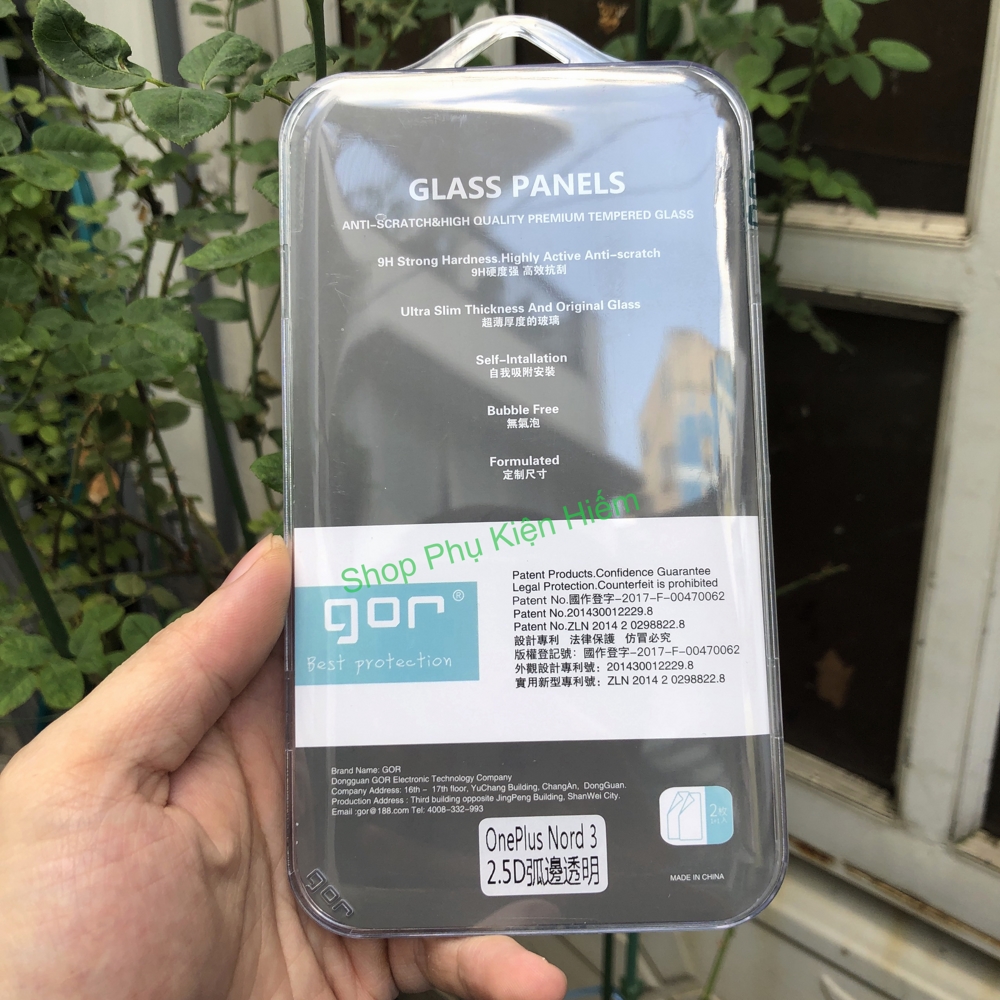 GLASS PANELS
ANTI-SCRATCH&HIGH QUALITY PREMIUM TEMPERED GLASS
9H Strong Hardness.Highly Active Anti-scratch
9H硬度强 高效抗刮
Ultra Slim Thickness And Original Glass
超薄厚度的玻璃
Self-Intallation
自我吸附安裝
Bubble Free
無氣泡
Formulated
定制尺寸
Shop Phụ Kiện Hiếm
gor®
Best protection
Patent Products.Confidence Guarantee
Legal Protection.Counterfeit is prohibited
Patent No.國作登字-2017-F-00470062
Patent No.201430012229.8
Patent No.ZLN 2014 2 0298822.8
設計專利 法律保護 仿冒必究
版權登記號：國作登字-2017-F-00470062
外觀設計專利號：201430012229.8
實用新型專利號：ZLN 2014 2 0298822.8
Brand Name: GOR
Dongguan GOR Electronic Technology Company
Company Address: 16th - 17th floor, YuChang Building, ChangAn, DongGuan.
Production Address : Third building opposite JingPeng Building, ShanWei City.
Email :gor@188.com Tel: 4008-332-993
2枚
OnePlus Nord 3
2.5D弧邊透明
MADE IN CHINA
gor